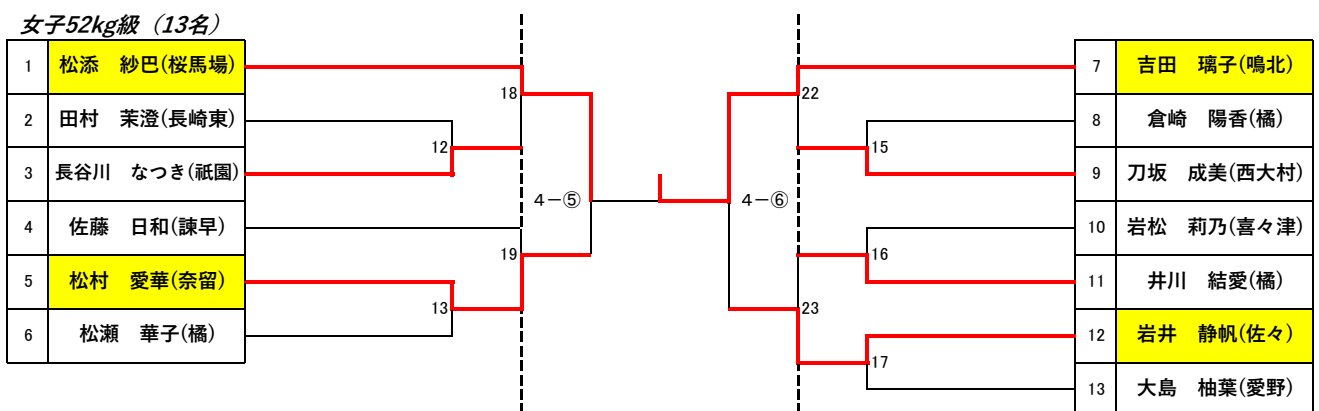 女子52kg級（13名）
1 松添　紗巴(桜馬場)
2 田村　茉澄(長崎東)
3 長谷川　なつき(祇園)
4 佐藤　日和(諫早)
5 松村　愛華(奈留)
6 松瀬　華子(橘)
18
12
19
13
4－⑤
4－⑥
22
15
16
23
17
7 吉田　璃子(鳴北)
8 倉崎　陽香(橘)
9 刀坂　成美(西大村)
10 岩松　莉乃(喜々津)
11 井川　結愛(橘)
12 岩井　静帆(佐々)
13 大島　柚葉(愛野)